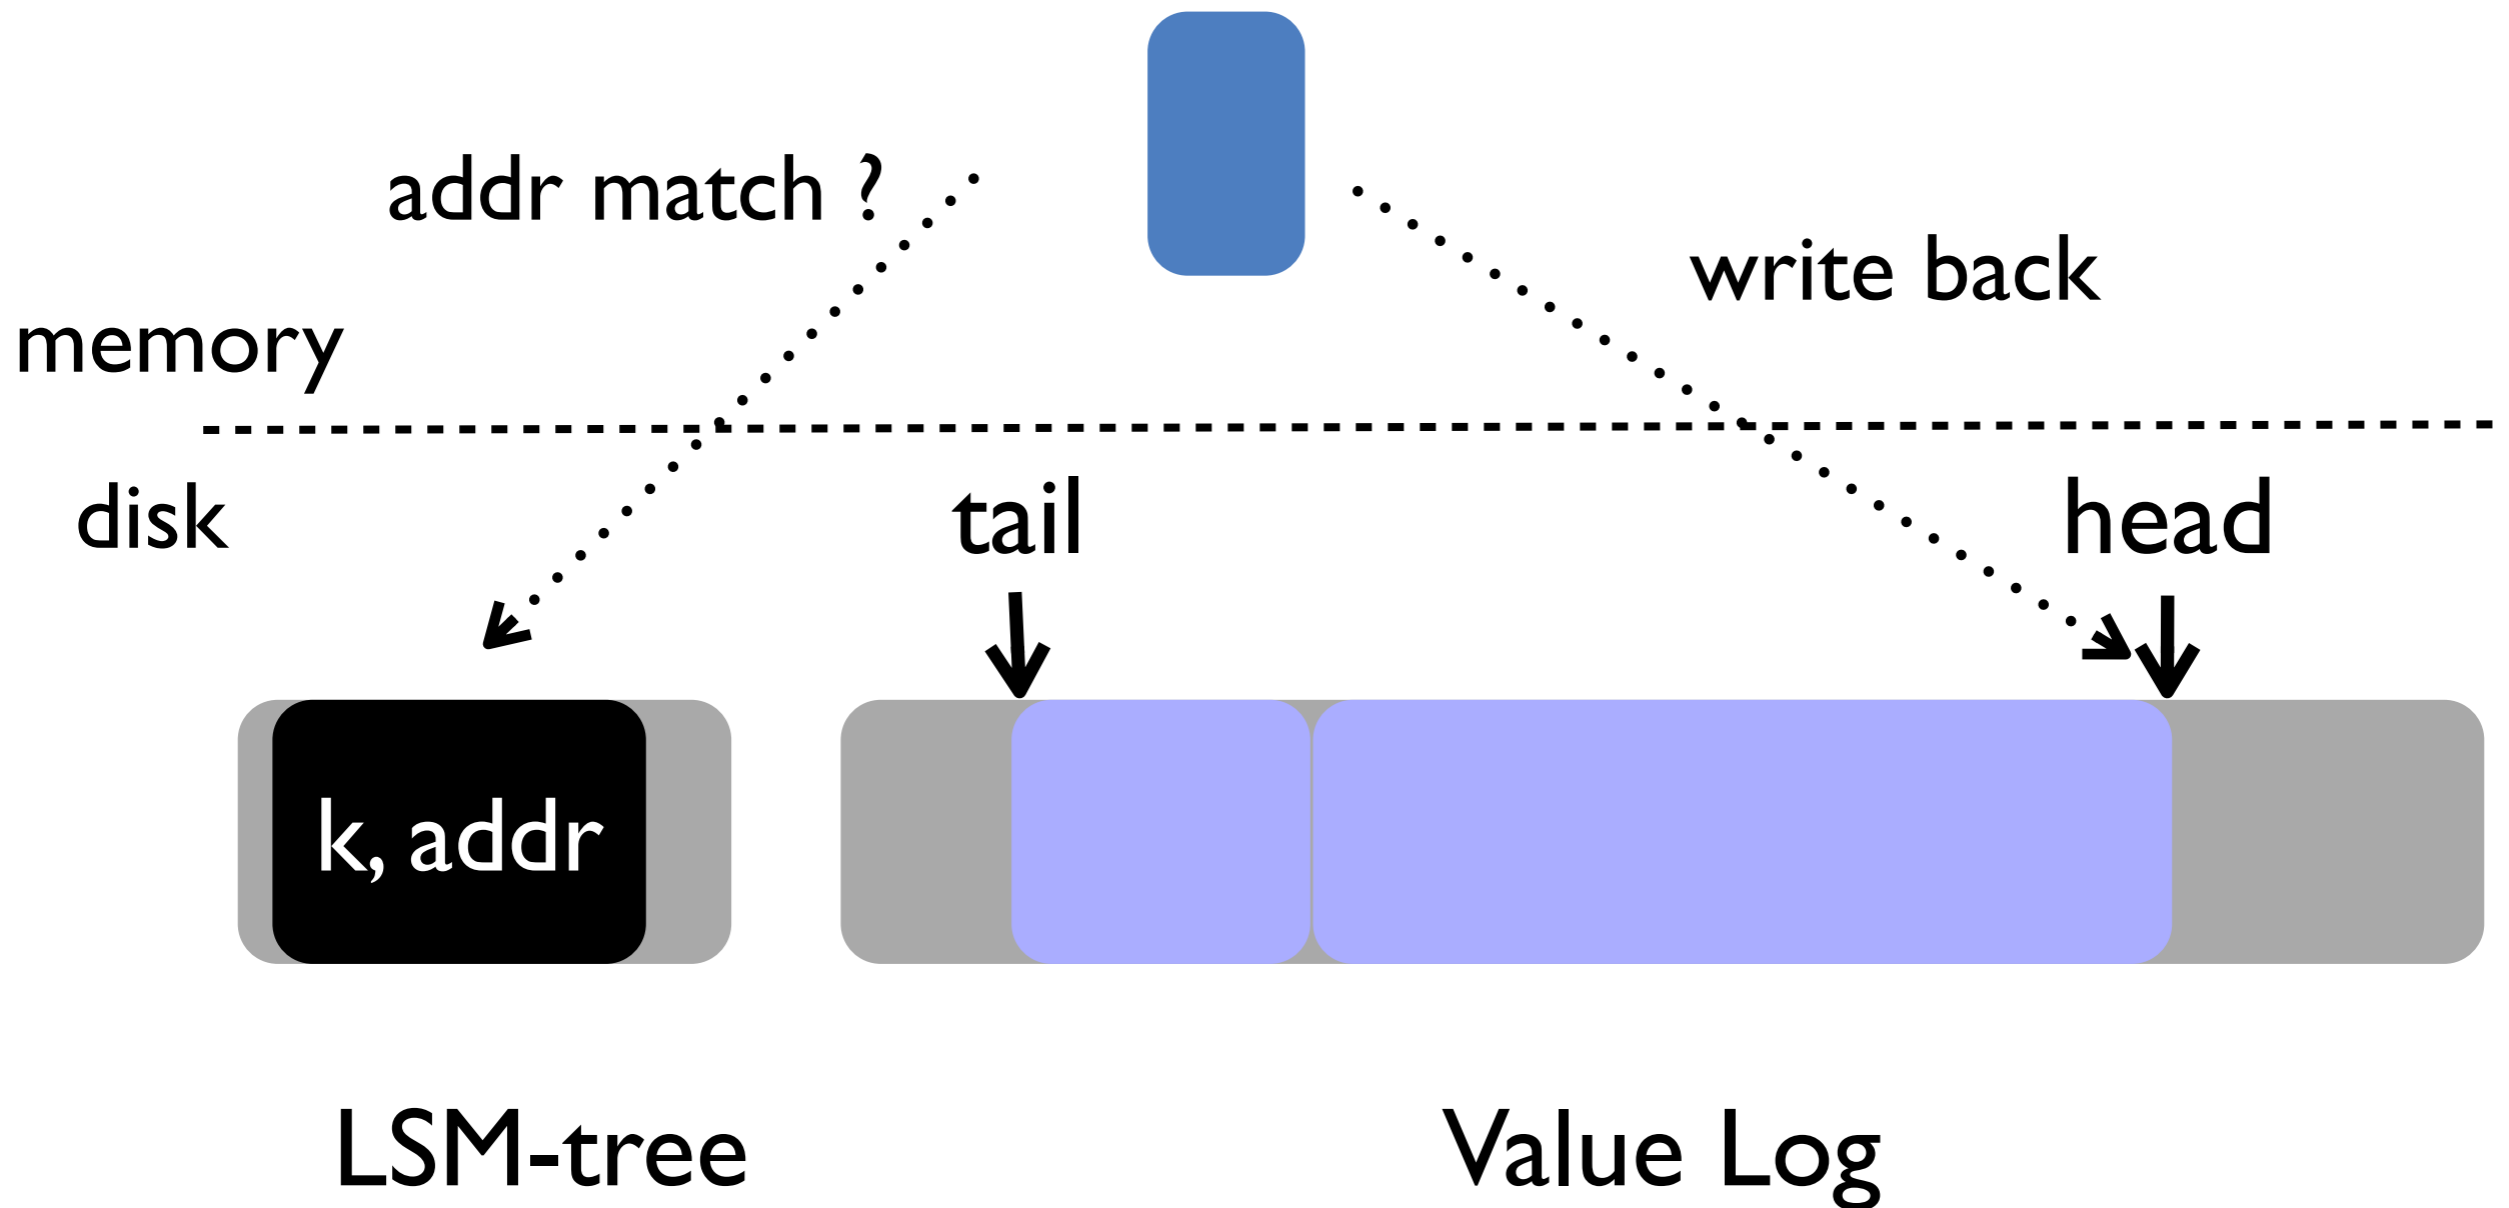 addr match ?
write back
memory
disk
tail
head
k, addr
LSM-tree
Value Log